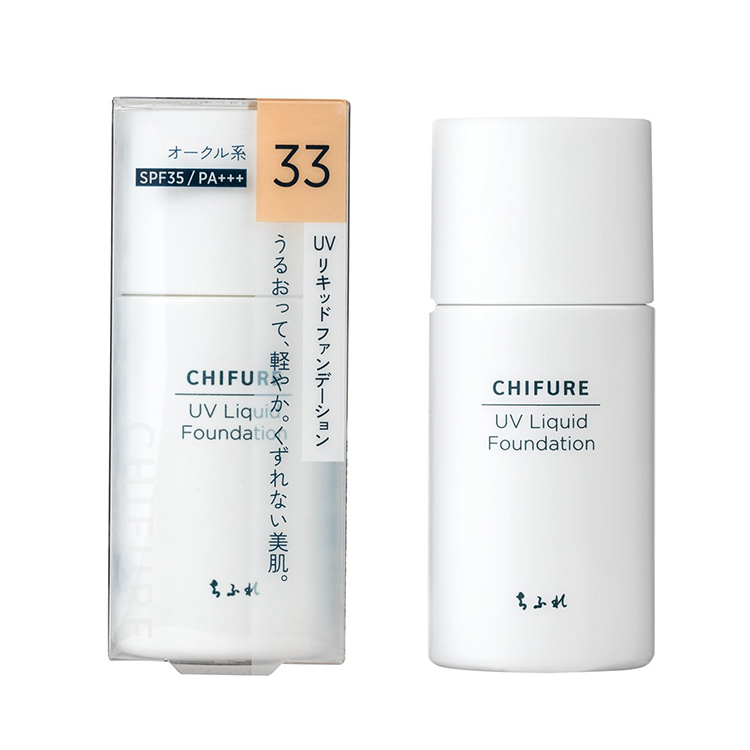 オークル系
SPF35 / PA+++
33
UV リキッドファンデーション
うるおって、軽やか。くずれない美肌。
CHIFURE
UV Liquid
Foundation
ちふれ
CHIFURE
CHIFURE
UV Liquid
Foundation
ちふれ